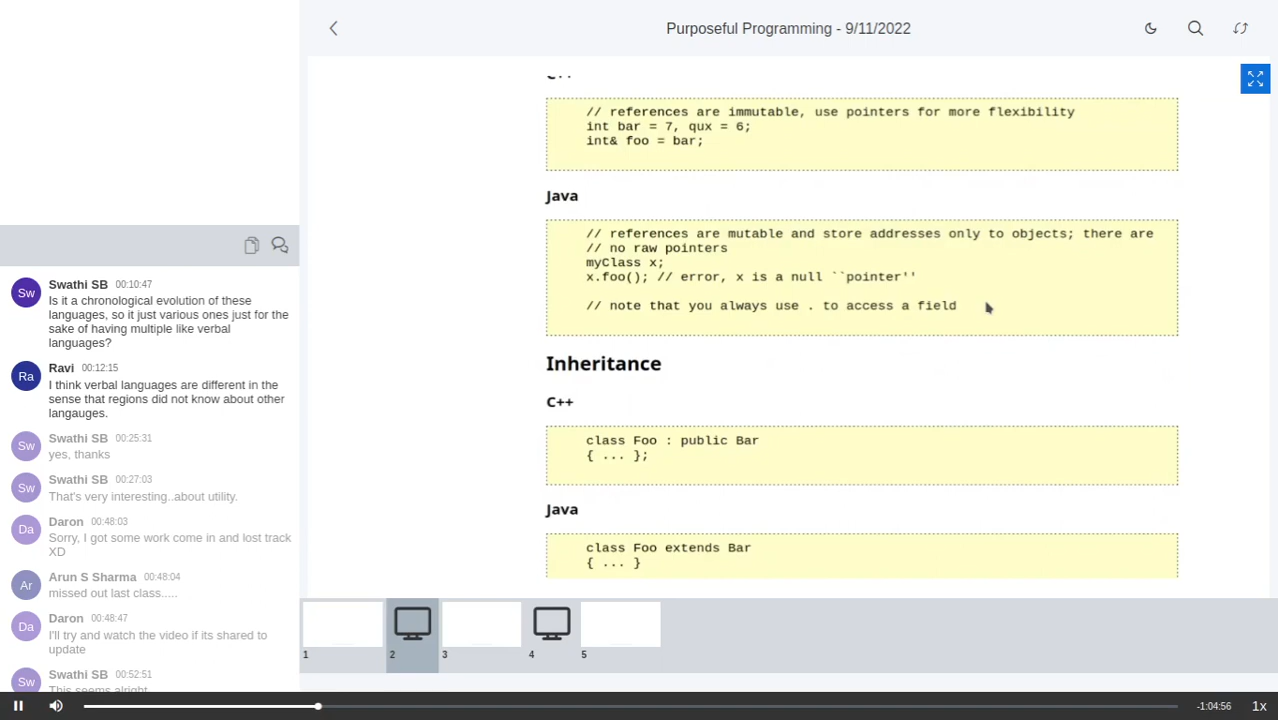 Purposeful Programming - 9/11/2022
// references are immutable, use pointers for more flexibility
int bar = 7, qux = 6;
int& foo = bar;
Java
// references are mutable and store addresses only to objects; there are
// no raw pointers
myClass x;
x.foo(); // error, x is a null ``pointer''
// note that you always use . to access a field
Inheritance
C++
class Foo : public Bar
{ ... };
Java
class Foo extends Bar
{ ... }
Sw
Swathi SB 00:10:47
Is it a chronological evolution of these
languages, so it just various ones just for the
sake of having multiple like verbal
languages?
Ra
Ravi 00:12:15
I think verbal languages are different in the
sense that regions did not know about other
langauges.
Sw
Swathi SB 00:25:31
yes, thanks
Sw
Swathi SB 00:27:03
That's very interesting..about utility.
Da
Daron 00:48:03
Sorry, I got some work come in and lost track
XD
Ar
Arun S Sharma 00:48:04
missed out last class.....
Da
Daron 00:48:47
I'll try and watch the video if its shared to
update
Sw
Swathi SB 00:52:51
This seems alright
1 2 3 4 5
-1:04:56 1x